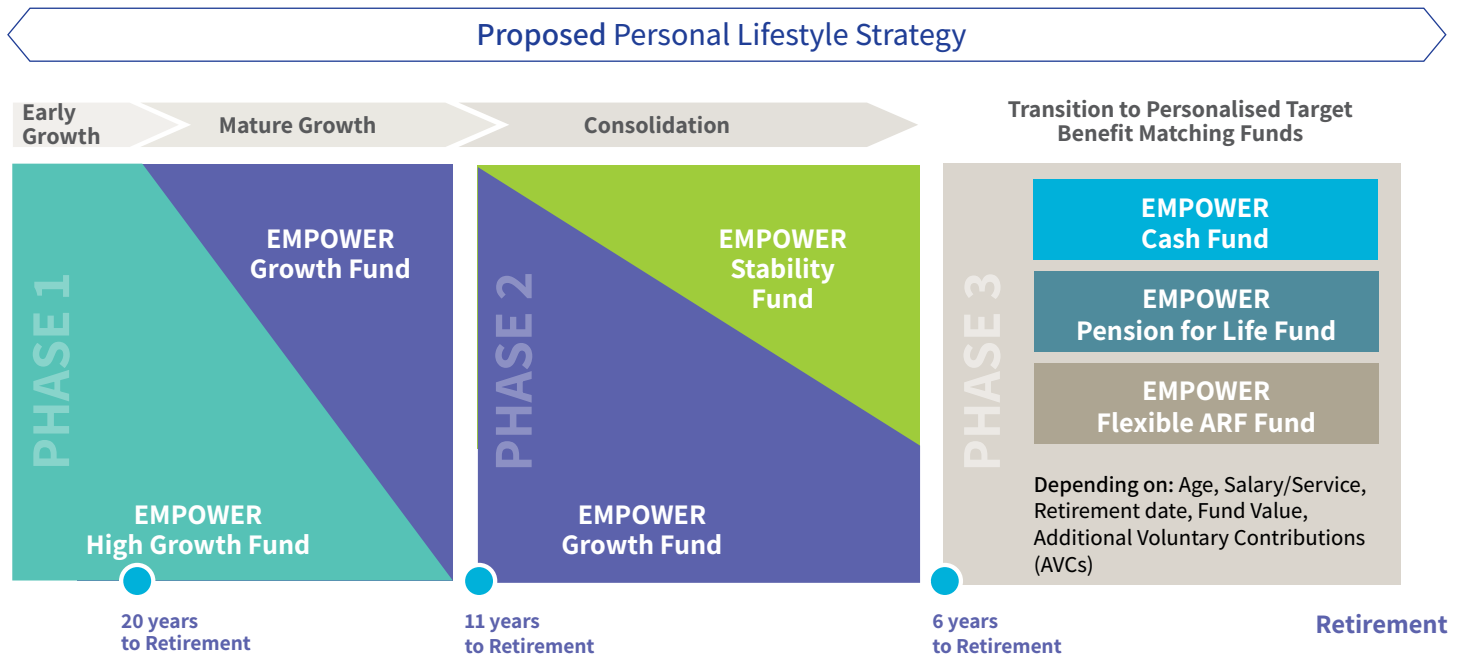 Proposed Personal Lifestyle Strategy
Early
Growth
Mature Growth
Consolidation
Transition to Personalised Target
Benefit Matching Funds
PHASE 1
EMPOWER
Growth Fund
EMPOWER
High Growth Fund
PHASE 2
EMPOWER
Stability
Fund
EMPOWER
Growth Fund
PHASE 3
EMPOWER
Cash Fund
EMPOWER
Pension for Life Fund
EMPOWER
Flexible ARF Fund
Depending on: Age, Salary/Service,
Retirement date, Fund Value,
Additional Voluntary Contributions
(AVCs)
20 years
to Retirement
11 years
to Retirement
6 years
to Retirement
Retirement